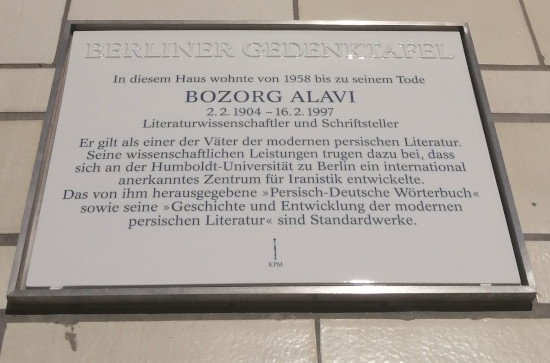 BERLINER GEDENKTAFEL
In diesem Haus wohnte von 1958 bis zu seinem Tode
BOZORG ALAVI
2. 2. 1904 – 16. 2. 1997
Literaturwissenschaftler und Schriftsteller
Er gilt als einer der Väter der modernen persischen Literatur.
Seine wissenschaftlichen Leistungen trugen dazu bei, dass
sich an der Humboldt-Universität zu Berlin ein international
anerkanntes Zentrum für Iranistik entwickelte.
Das von ihm herausgegebene »Persisch-Deutsche Wörterbuch«
sowie seine »Geschichte und Entwicklung der modernen
persischen Literatur« sind Standardwerke.
KPM